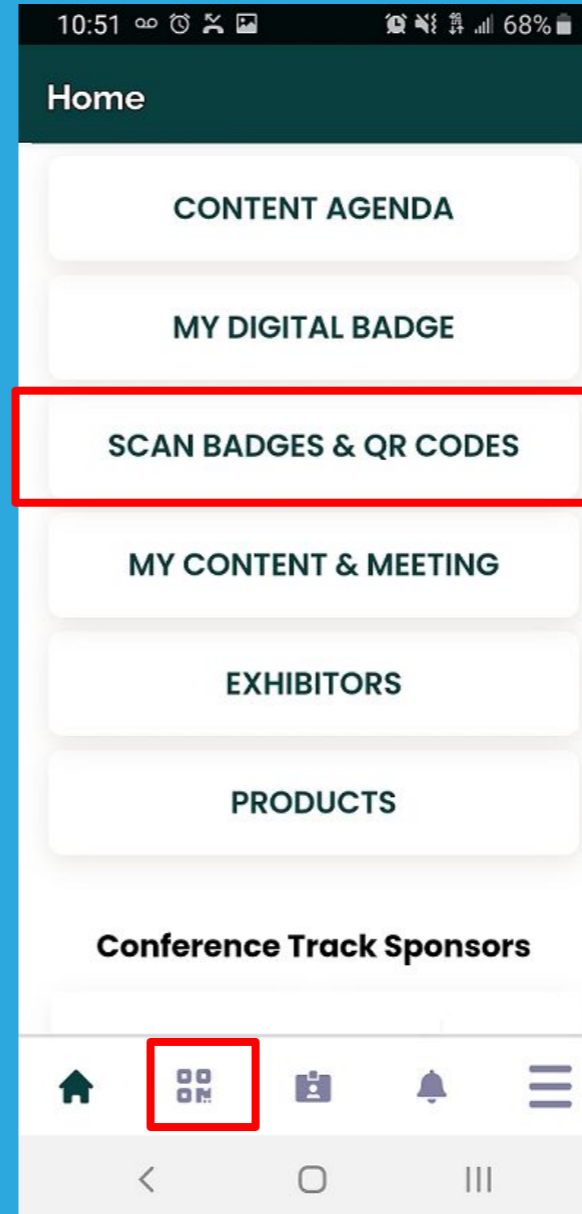 10:51 68%
Home
CONTENT AGENDA
MY DIGITAL BADGE
SCAN BADGES & QR CODES
MY CONTENT & MEETING
EXHIBITORS
PRODUCTS
Conference Track Sponsors